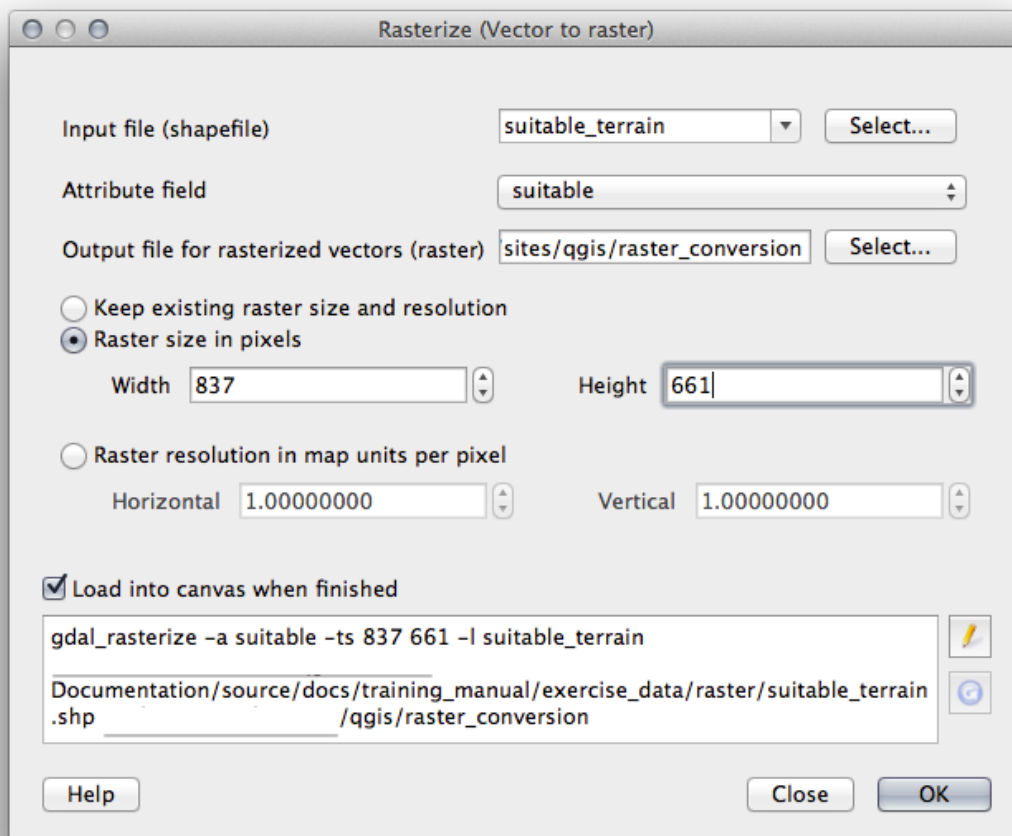 Rasterize (Vector to raster)
Input file (shapefile) suitable_terrain Select...
Attribute field suitable
Output file for rasterized vectors (raster) sites/qgis/raster_conversion Select...
Keep existing raster size and resolution
Raster size in pixels
Width 837 Height 661
Raster resolution in map units per pixel
Horizontal 1.00000000 Vertical 1.00000000
Load into canvas when finished
gdal_rasterize -a suitable -ts 837 661 -l suitable_terrain
Documentation/source/docs/training_manual/exercise_data/raster/suitable_terrain
.shp /qgis/raster_conversion
Help Close OK